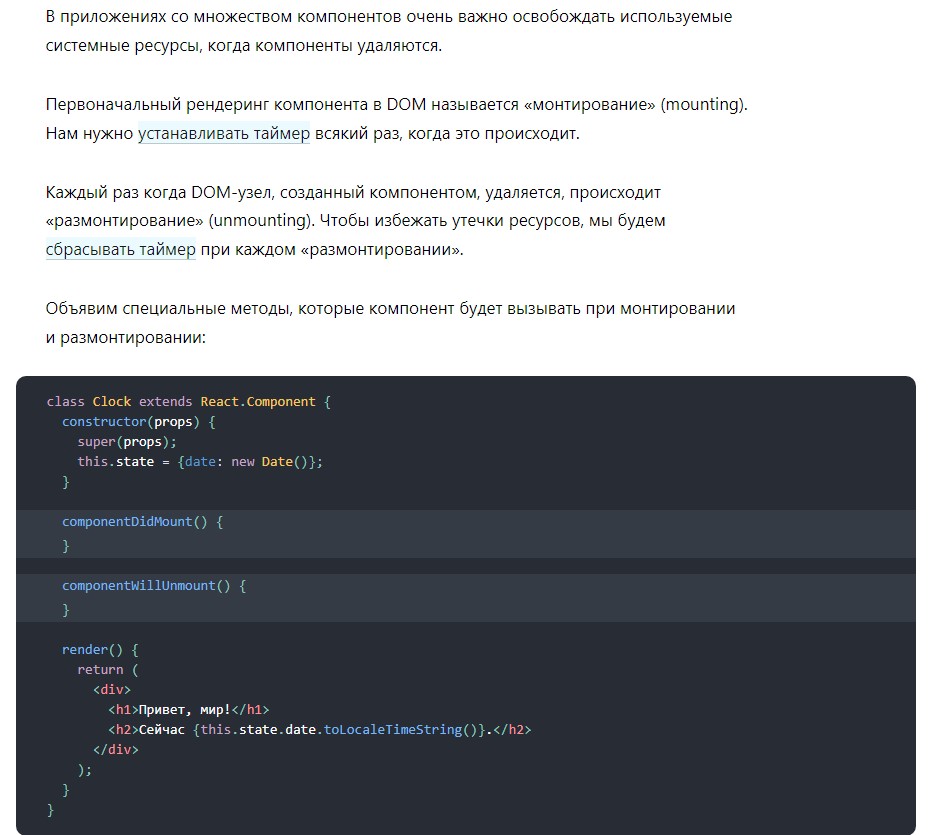 В приложениях со множеством компонентов очень важно освобождать используемые
системные ресурсы, когда компоненты удаляются.
Первоначальный рендеринг компонента в DOM называется «монтирование» (mounting).
Нам нужно устанавливать таймер всякий раз, когда это происходит.
Каждый раз когда DOM-узел, созданный компонентом, удаляется, происходит
«размонтирование» (unmounting). Чтобы избежать утечки ресурсов, мы будем
сбрасывать таймер при каждом «размонтировании».
Объявим специальные методы, которые компонент будет вызывать при монтировании
и размонтировании:
class Clock extends React.Component {
  constructor(props) {
    super(props);
    this.state = {date: new Date()};
  }
  componentDidMount() {
  }
  componentWillUnmount() {
  }
  render() {
    return (
      <div>
        <h1>Привет, мир!</h1>
        <h2>Сейчас {this.state.date.toLocaleTimeString()}.</h2>
      </div>
    );
  }
}